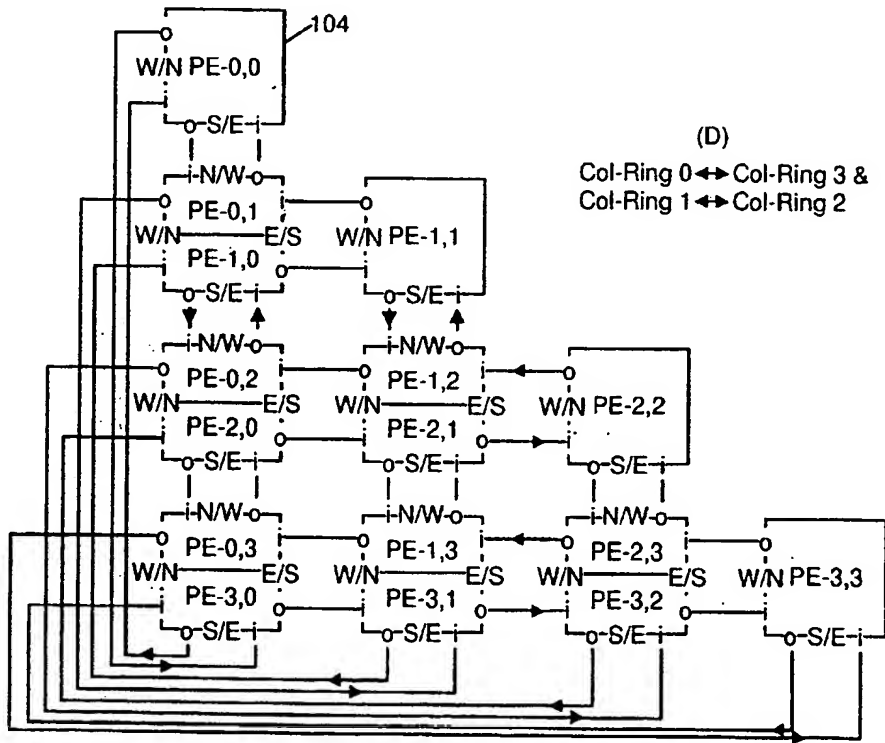 104
o
W/N PE-0,0
i
o S/E i
(D)
Col-Ring 0 ↔ Col-Ring 3 &
Col-Ring 1 ↔ Col-Ring 2
i N/W o
o PE-0,1 i o
W/N E/S W/N PE-1,1
i PE-1,0 o i
o S/E i o S/E i
i N/W o i N/W o
o PE-0,2 i o PE-1,2 i o
W/N E/S W/N E/S W/N PE-2,2
i PE-2,0 o i PE-2,1 o i
o S/E i o S/E i o S/E i
i N/W o i N/W o i N/W o
o PE-0,3 i o PE-1,3 i o PE-2,3 i o
W/N E/S W/N E/S W/N E/S W/N PE-3,3
i PE-3,0 o i PE-3,1 o i PE-3,2 o i
o S/E i o S/E i o S/E i o S/E i